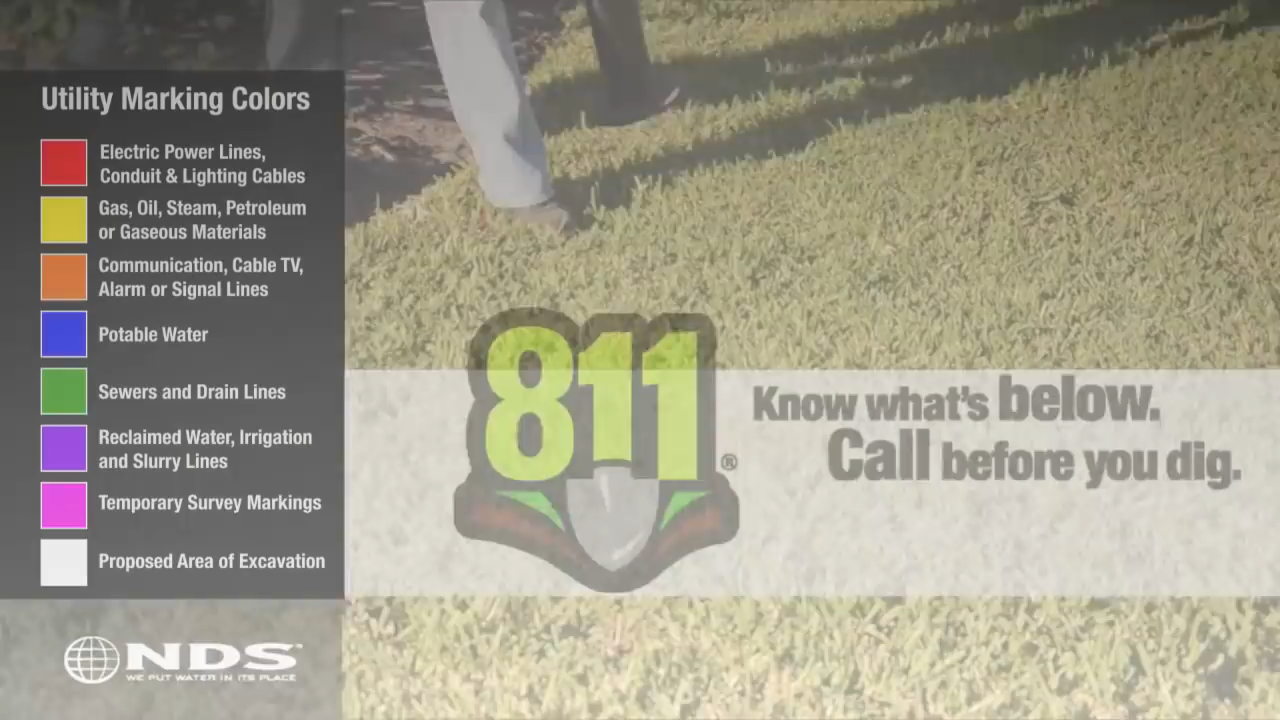 Utility Marking Colors
Electric Power Lines,
Conduit & Lighting Cables
Gas, Oil, Steam, Petroleum
or Gaseous Materials
Communication, Cable TV,
Alarm or Signal Lines
Potable Water
Sewers and Drain Lines
Reclaimed Water, Irrigation
and Slurry Lines
Temporary Survey Markings
Proposed Area of Excavation
NDS™
WE PUT WATER IN ITS PLACE
811®
Know what's below.
Call before you dig.